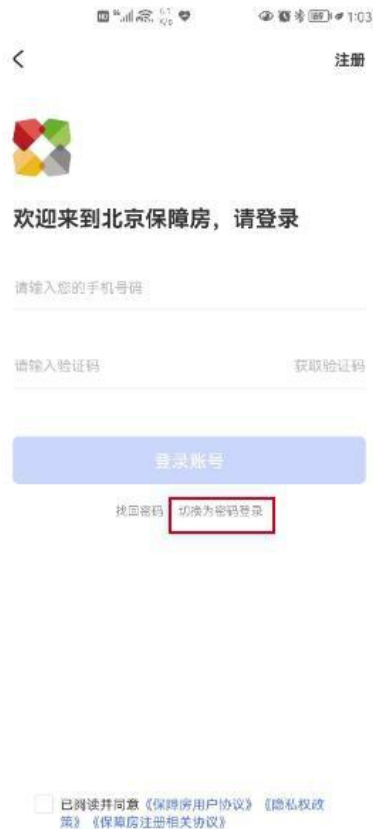 1:03
注册
欢迎来到北京保障房，请登录
请输入您的手机号码
请输入验证码 获取验证码
登录账号
找回密码 切换为密码登录
已阅读并同意《保障房用户协议》《隐私权政
策》《保障房注册相关协议》